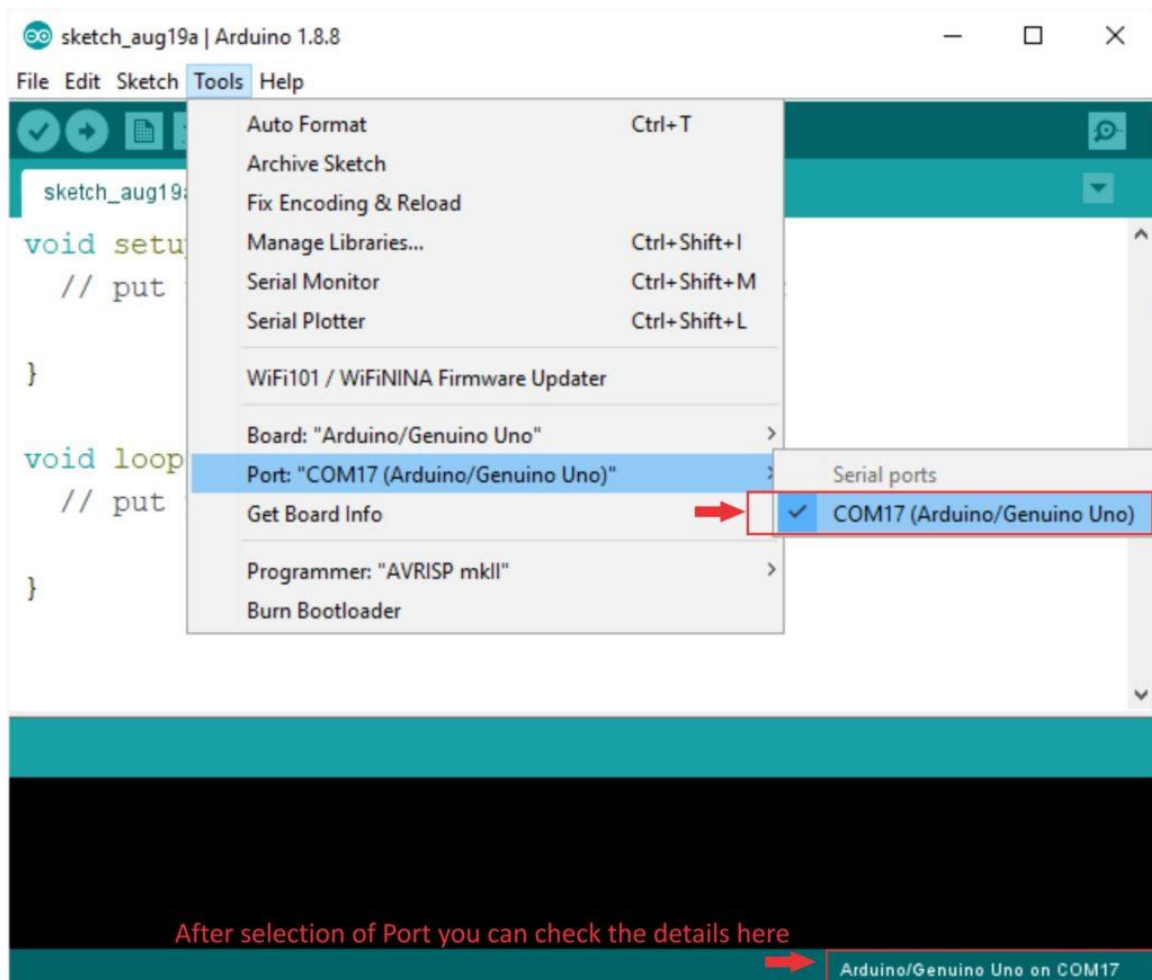 sketch_aug19a | Arduino 1.8.8
File Edit Sketch Tools Help
sketch_aug19a
Auto Format Ctrl+T
Archive Sketch
Fix Encoding & Reload
Manage Libraries... Ctrl+Shift+I
Serial Monitor Ctrl+Shift+M
Serial Plotter Ctrl+Shift+L
WiFi101 / WiFiNINA Firmware Updater
Board: "Arduino/Genuino Uno"
Port: "COM17 (Arduino/Genuino Uno)"
Get Board Info
Programmer: "AVRISP mkII"
Burn Bootloader
Serial ports
COM17 (Arduino/Genuino Uno)
void setup
// put
}
void loop
// put
}
After selection of Port you can check the details here
Arduino/Genuino Uno on COM17